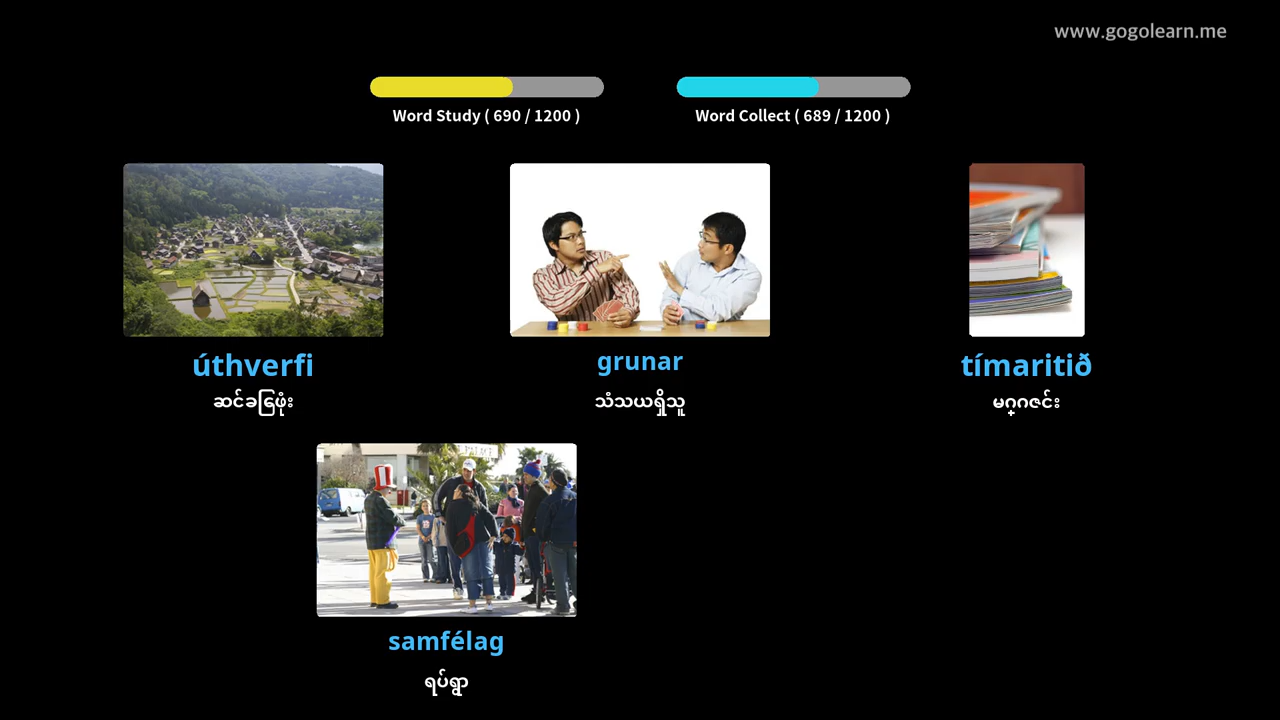 www.gogolearn.me
Word Study ( 690 / 1200 )
Word Collect ( 689 / 1200 )
úthverfi
grunar
tímaritið
ဆင်ခြေဖုံး
သံသယရှိသူ
မဂ္ဂဇင်း
samfélag
ရပ်ရွာ